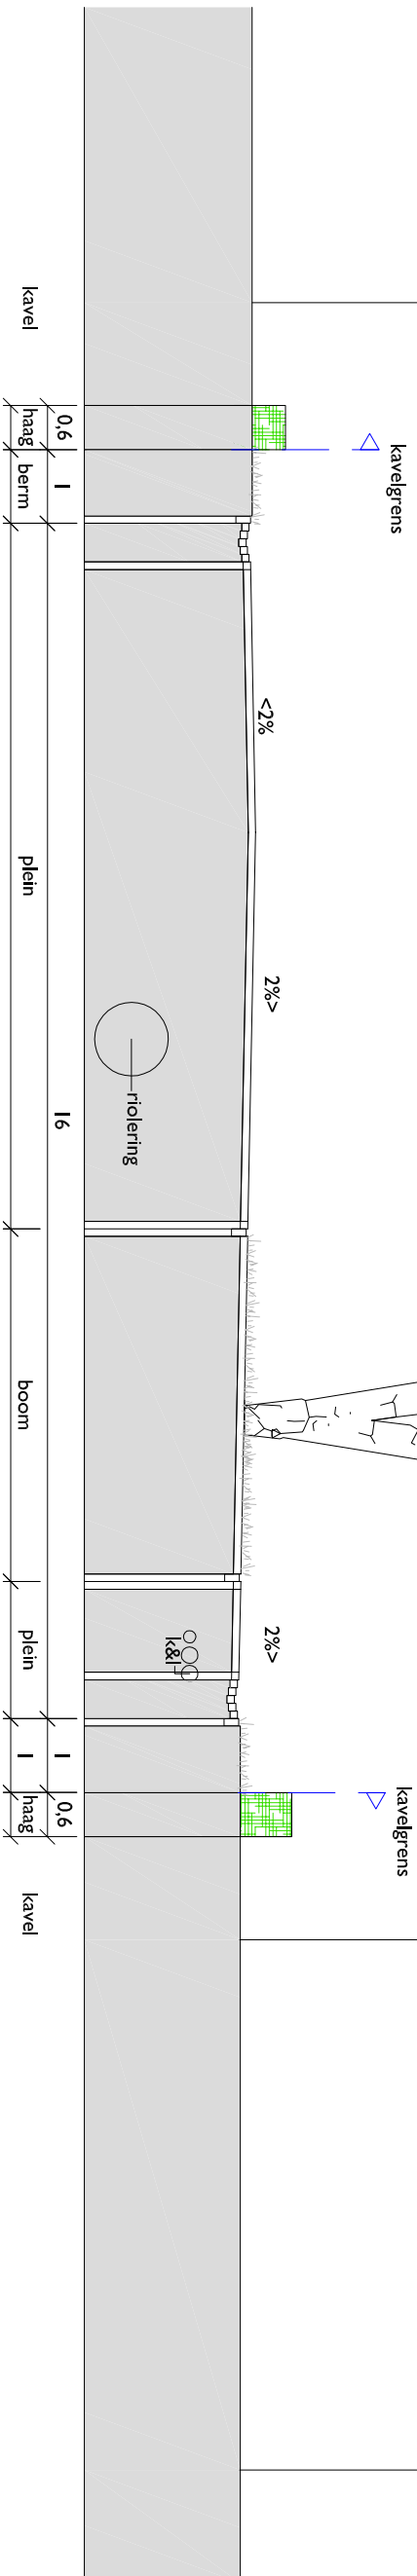 kavelgrens
kavelgrens
<2%
2%>
2%>
riolering
k&l
0,6
1
16
1
0,6
kavel
haag
berm
plein
boom
plein
1
haag
kavel